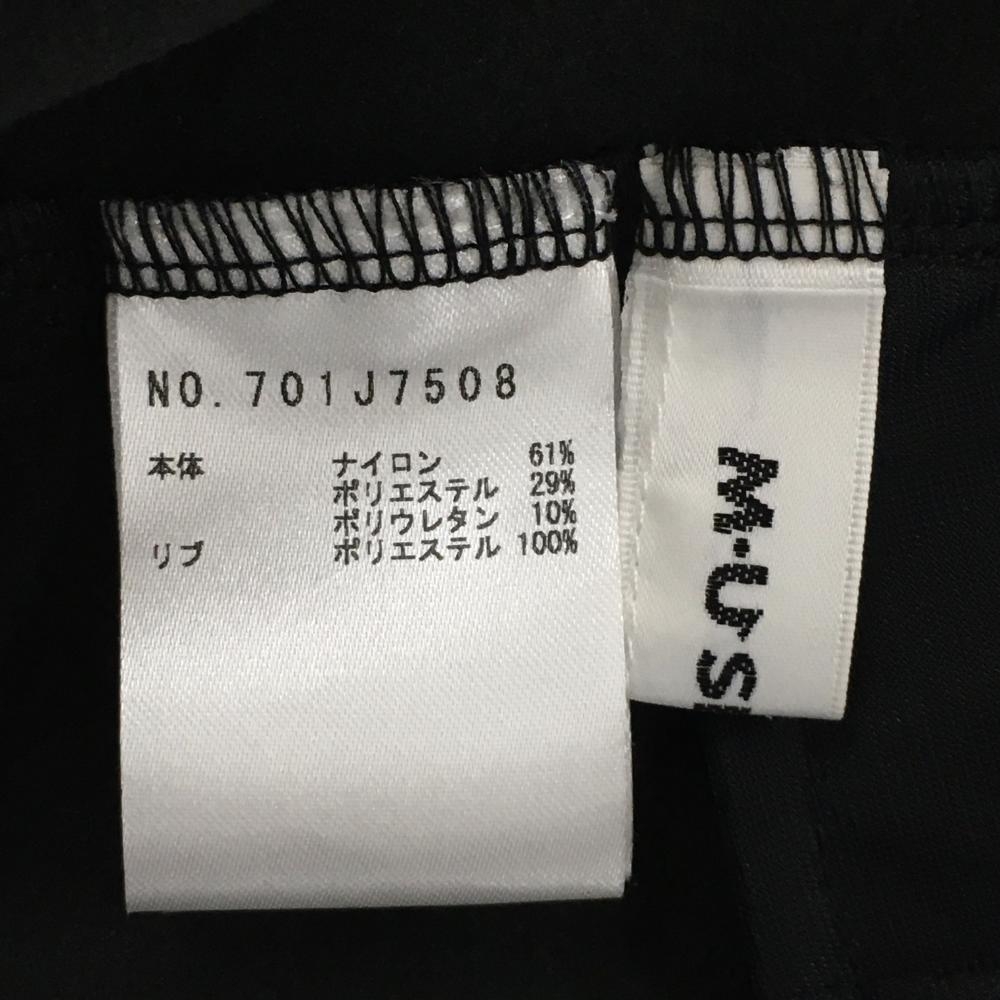 NO. 701J7508
本体 ナイロン 61%
ポリエステル 29%
ポリウレタン 10%
リブ ポリエステル 100%
M・U・S